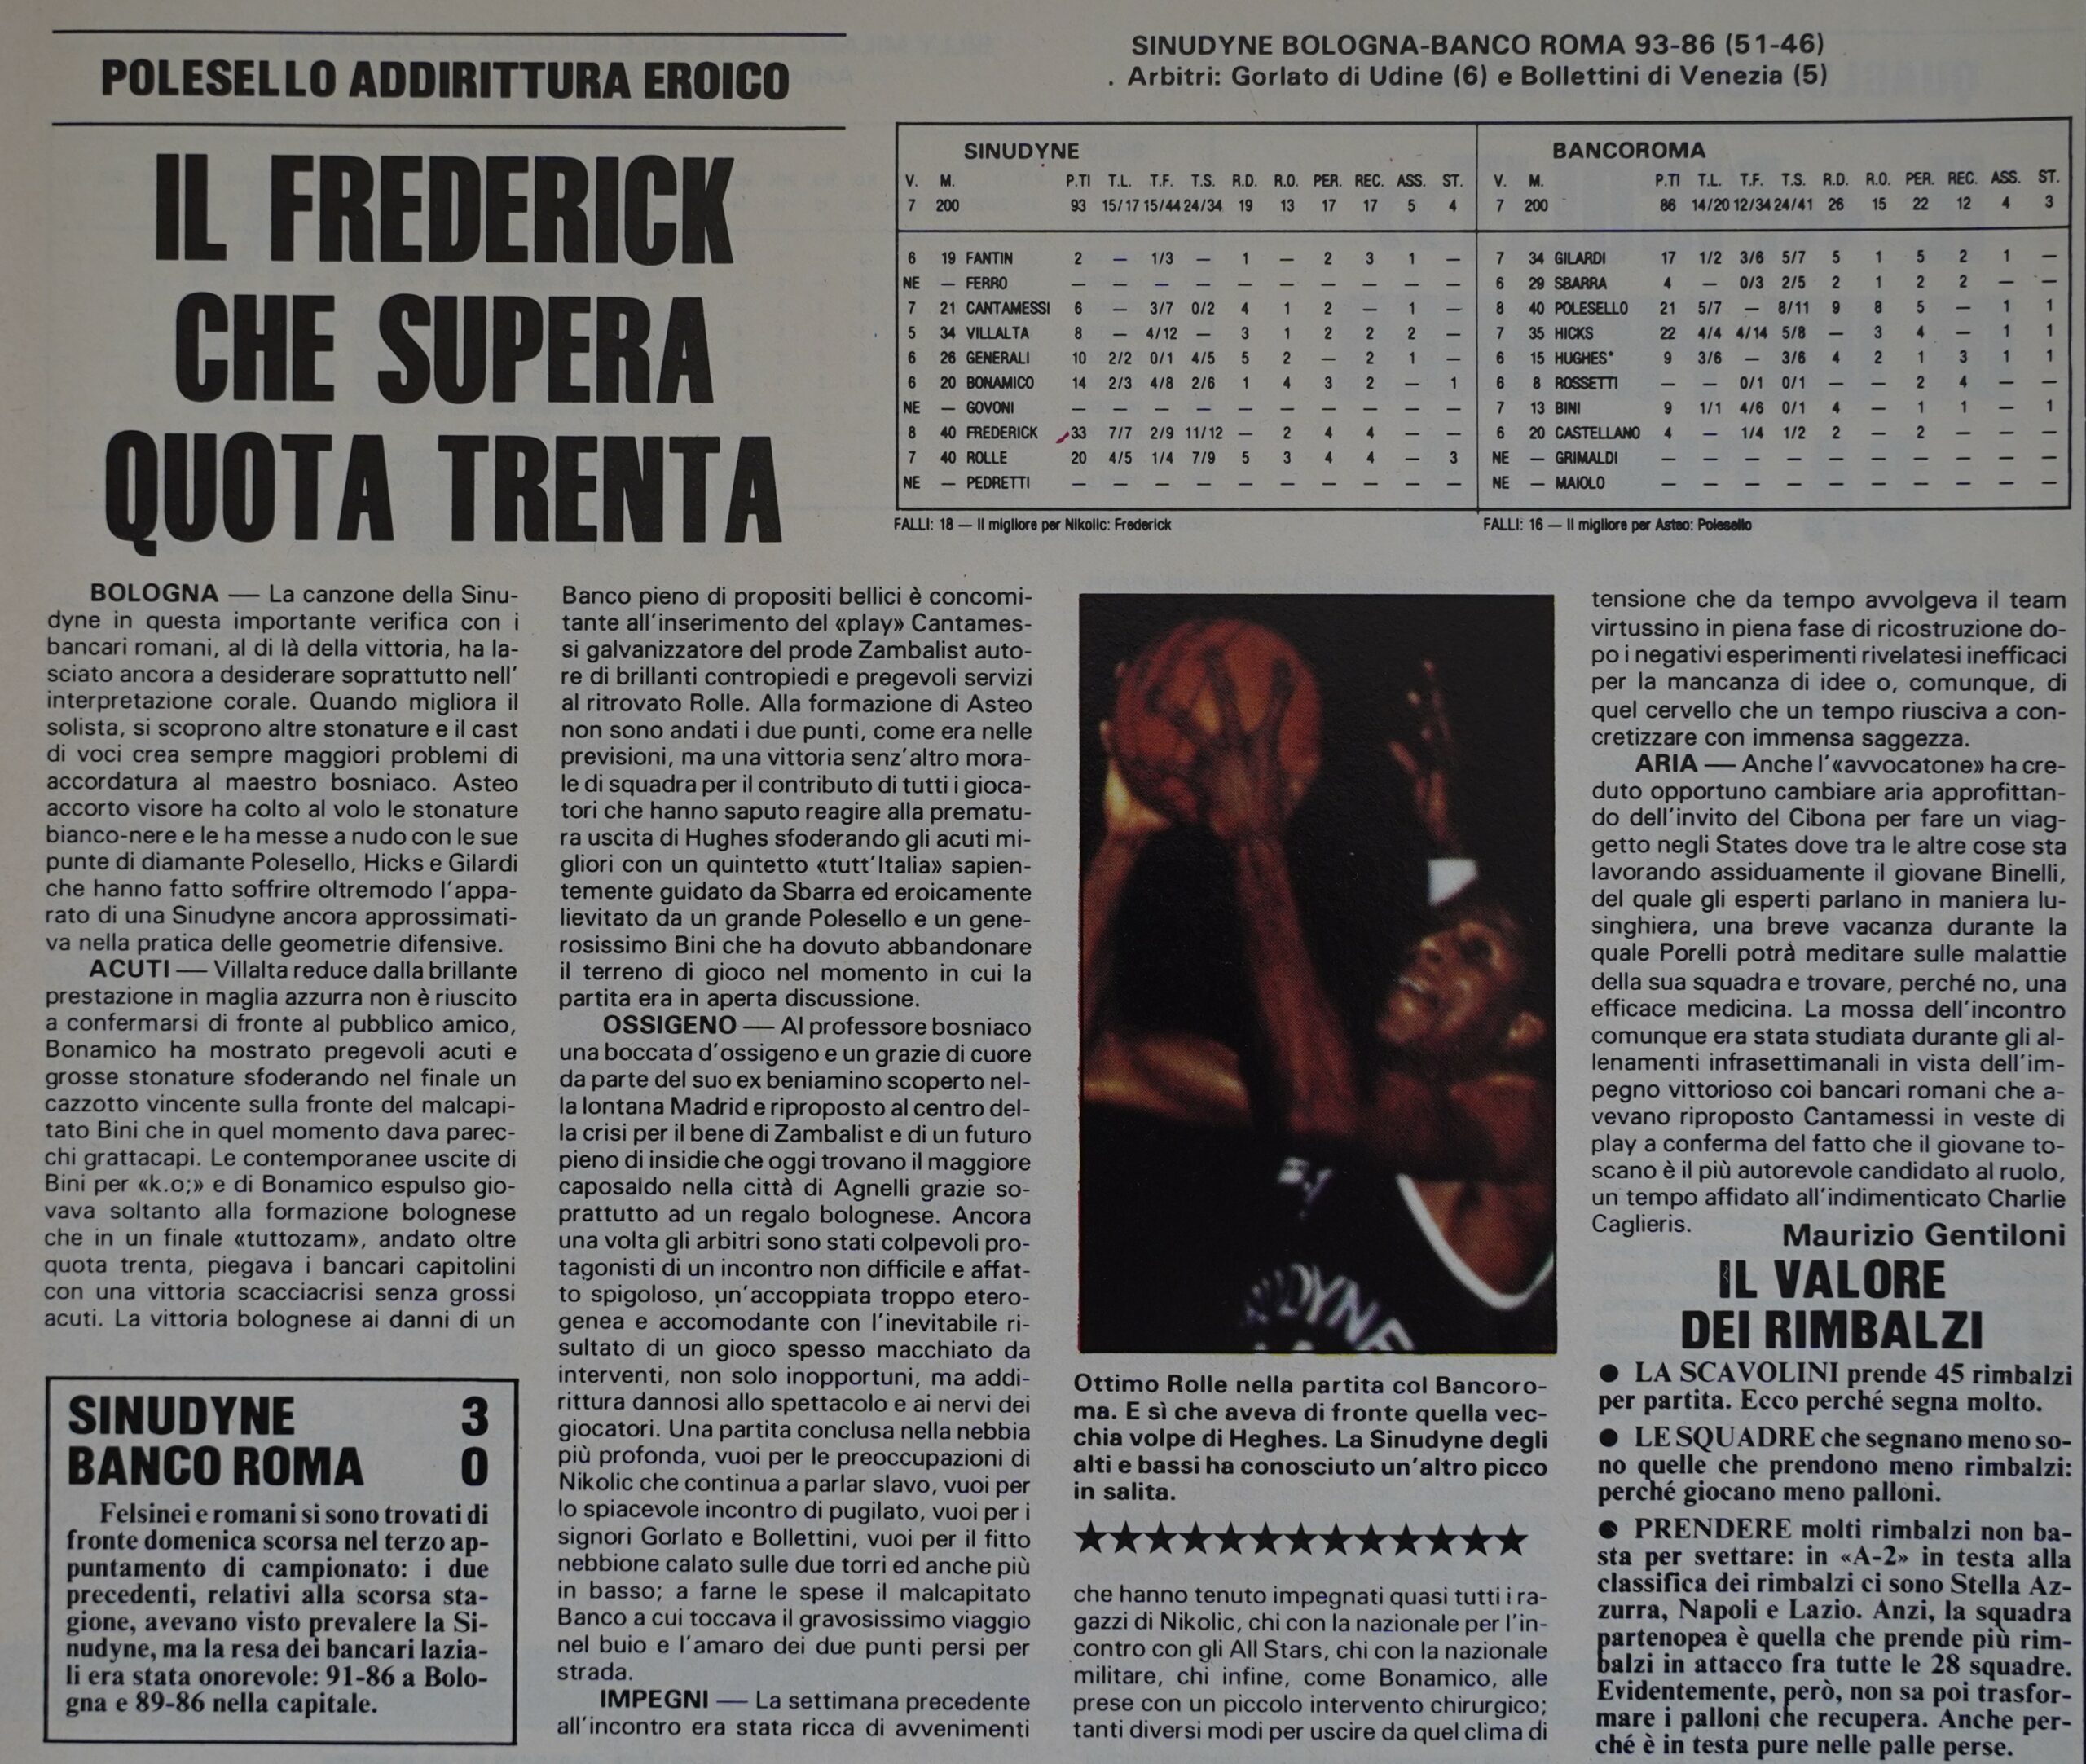 POLESELLO ADDIRITTURA EROICO
IL FREDERICK
CHE SUPERA
QUOTA TRENTA
SINUDYNE BOLOGNA-BANCO ROMA 93-86 (51-46)
. Arbitri: Gorlato di Udine (6) e Bollettini di Venezia (5)
SINUDYNE
V. M. P.TI T.L. T.F. T.S. R.D. R.O. PER. REC. ASS. ST.
7 200 93 15/17 15/44 24/34 19 13 17 17 5 4
6 19 FANTIN 2 — 1/3 — 1 — 2 3 1 —
NE — FERRO — — — — — — — — — —
7 21 CANTAMESSI 6 — 3/7 0/2 4 1 2 — 1 —
5 34 VILLALTA 8 — 4/12 — 3 1 2 2 2 —
6 26 GENERALI 10 2/2 0/1 4/5 5 2 — 2 1 —
6 20 BONAMICO 14 2/3 4/8 2/6 1 4 3 2 — 1
NE — GOVONI — — — — — — — — — —
8 40 FREDERICK 33 7/7 2/9 11/12 — 2 4 4 — —
7 40 ROLLE 20 4/5 1/4 7/9 5 3 4 4 — 3
NE — PEDRETTI — — — — — — — — — —
FALLI: 18 — Il migliore per Nikolic: Frederick
BANCOROMA
V. M. P.TI T.L. T.F. T.S. R.D. R.O. PER. REC. ASS. ST.
7 200 86 14/20 12/34 24/41 26 15 22 12 4 3
7 34 GILARDI 17 1/2 3/6 5/7 5 1 5 2 1 —
6 29 SBARRA 4 — 0/3 2/5 2 1 2 2 — —
8 40 POLESELLO 21 5/7 — 8/11 9 8 5 — 1 1
7 35 HICKS 22 4/4 4/14 5/8 — 3 4 — 1 1
6 15 HUGHES* 9 3/6 — 3/6 4 2 1 3 1 1
6 8 ROSSETTI — — 0/1 0/1 — — 2 4 — —
7 13 BINI 9 1/1 4/6 0/1 4 — 1 1 — 1
6 20 CASTELLANO 4 — 1/4 1/2 2 — 2 — — —
NE — GRIMALDI — — — — — — — — — —
NE — MAIOLO — — — — — — — — — —
FALLI: 16 — Il migliore per Asteo: Polesello
BOLOGNA — La canzone della Sinu-
dyne in questa importante verifica con i
bancari romani, al di là della vittoria, ha la-
sciato ancora a desiderare soprattutto nell'
interpretazione corale. Quando migliora il
solista, si scoprono altre stonature e il cast
di voci crea sempre maggiori problemi di
accordatura al maestro bosniaco. Asteo
accorto visore ha colto al volo le stonature
bianco-nere e le ha messe a nudo con le sue
punte di diamante Polesello, Hicks e Gilardi
che hanno fatto soffrire oltremodo l'appa-
rato di una Sinudyne ancora approssimati-
va nella pratica delle geometrie difensive.
ACUTI — Villalta reduce dalla brillante
prestazione in maglia azzurra non è riuscito
a confermarsi di fronte al pubblico amico,
Bonamico ha mostrato pregevoli acuti e
grosse stonature sfoderando nel finale un
cazzotto vincente sulla fronte del malcapi-
tato Bini che in quel momento dava parec-
chi grattacapi. Le contemporanee uscite di
Bini per «k.o;» e di Bonamico espulso gio-
vava soltanto alla formazione bolognese
che in un finale «tuttozam», andato oltre
quota trenta, piegava i bancari capitolini
con una vittoria scacciacrisi senza grossi
acuti. La vittoria bolognese ai danni di un
SINUDYNE 3
BANCO ROMA 0
Felsinei e romani si sono trovati di
fronte domenica scorsa nel terzo ap-
puntamento di campionato: i due
precedenti, relativi alla scorsa sta-
gione, avevano visto prevalere la Si-
nudyne, ma la resa dei bancari lazia-
li era stata onorevole: 91-86 a Bolo-
gna e 89-86 nella capitale.
Banco pieno di propositi bellici è concomi-
tante all'inserimento del «play» Cantames-
si galvanizzatore del prode Zambalist auto-
re di brillanti contropiedi e pregevoli servizi
al ritrovato Rolle. Alla formazione di Asteo
non sono andati i due punti, come era nelle
previsioni, ma una vittoria senz'altro mora-
le di squadra per il contributo di tutti i gioca-
tori che hanno saputo reagire alla prematu-
ra uscita di Hughes sfoderando gli acuti mi-
gliori con un quintetto «tutt'Italia» sapien-
temente guidato da Sbarra ed eroicamente
lievitato da un grande Polesello e un gene-
rosissimo Bini che ha dovuto abbandonare
il terreno di gioco nel momento in cui la
partita era in aperta discussione.
OSSIGENO — Al professore bosniaco
una boccata d'ossigeno e un grazie di cuore
da parte del suo ex beniamino scoperto nel-
la lontana Madrid e riproposto al centro del-
la crisi per il bene di Zambalist e di un futuro
pieno di insidie che oggi trovano il maggiore
caposaldo nella città di Agnelli grazie so-
prattutto ad un regalo bolognese. Ancora
una volta gli arbitri sono stati colpevoli pro-
tagonisti di un incontro non difficile e affat-
to spigoloso, un'accoppiata troppo etero-
genea e accomodante con l'inevitabile ri-
sultato di un gioco spesso macchiato da
interventi, non solo inopportuni, ma addi-
rittura dannosi allo spettacolo e ai nervi dei
giocatori. Una partita conclusa nella nebbia
più profonda, vuoi per le preoccupazioni di
Nikolic che continua a parlar slavo, vuoi per
lo spiacevole incontro di pugilato, vuoi per i
signori Gorlato e Bollettini, vuoi per il fitto
nebbione calato sulle due torri ed anche più
in basso; a farne le spese il malcapitato
Banco a cui toccava il gravosissimo viaggio
nel buio e l'amaro dei due punti persi per
strada.
IMPEGNI — La settimana precedente
all'incontro era stata ricca di avvenimenti
Ottimo Rolle nella partita col Bancoro-
ma. E sì che aveva di fronte quella vec-
chia volpe di Heghes. La Sinudyne degli
alti e bassi ha conosciuto un'altro picco
in salita.
★★★★★★★★★★★★★
che hanno tenuto impegnati quasi tutti i ra-
gazzi di Nikolic, chi con la nazionale per l'in-
contro con gli All Stars, chi con la nazionale
militare, chi infine, come Bonamico, alle
prese con un piccolo intervento chirurgico;
tanti diversi modi per uscire da quel clima di
tensione che da tempo avvolgeva il team
virtussino in piena fase di ricostruzione do-
po i negativi esperimenti rivelatesi inefficaci
per la mancanza di idee o, comunque, di
quel cervello che un tempo riusciva a con-
cretizzare con immensa saggezza.
ARIA — Anche l'«avvocatone» ha cre-
duto opportuno cambiare aria approfittan-
do dell'invito del Cibona per fare un viag-
getto negli States dove tra le altre cose sta
lavorando assiduamente il giovane Binelli,
del quale gli esperti parlano in maniera lu-
singhiera, una breve vacanza durante la
quale Porelli potrà meditare sulle malattie
della sua squadra e trovare, perché no, una
efficace medicina. La mossa dell'incontro
comunque era stata studiata durante gli al-
lenamenti infrasettimanali in vista dell'im-
pegno vittorioso coi bancari romani che a-
vevano riproposto Cantamessi in veste di
play a conferma del fatto che il giovane to-
scano è il più autorevole candidato al ruolo,
un tempo affidato all'indimenticato Charlie
Caglieris.
Maurizio Gentiloni
IL VALORE
DEI RIMBALZI
● LA SCAVOLINI prende 45 rimbalzi
per partita. Ecco perché segna molto.
● LE SQUADRE che segnano meno so-
no quelle che prendono meno rimbalzi:
perché giocano meno palloni.
● PRENDERE molti rimbalzi non ba-
sta per svettare: in «A-2» in testa alla
classifica dei rimbalzi ci sono Stella Az-
zurra, Napoli e Lazio. Anzi, la squadra
partenopea è quella che prende più rim-
balzi in attacco fra tutte le 28 squadre.
Evidentemente, però, non sa poi trasfor-
mare i palloni che recupera. Anche per-
ché è in testa pure nelle palle perse.